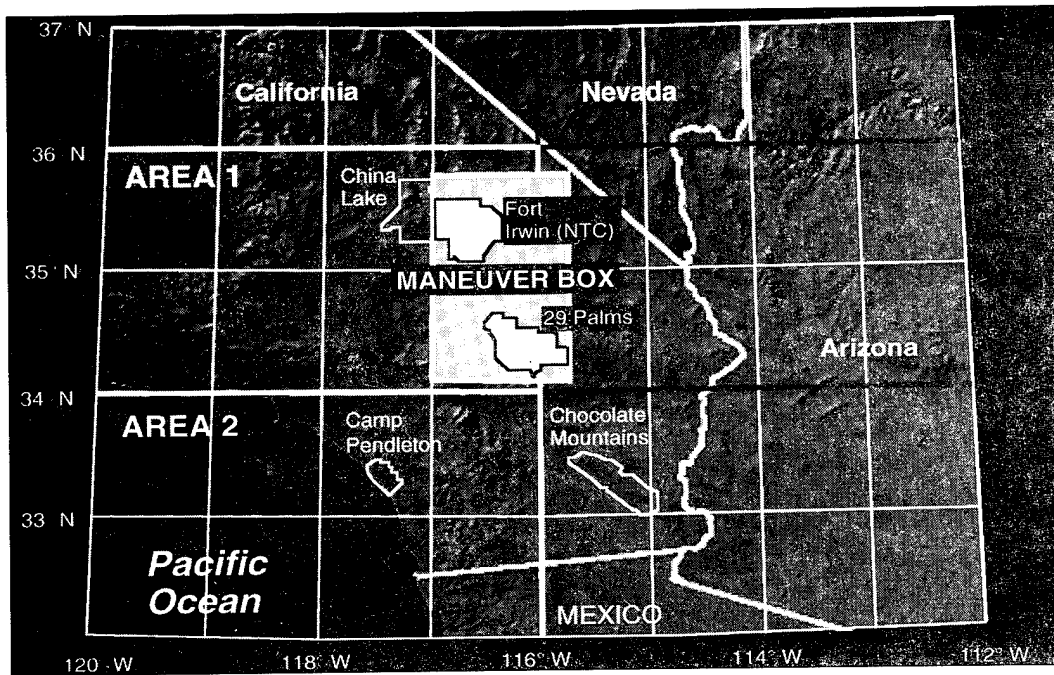 37 N
California
Nevada
36 N
AREA 1
China
Lake
Fort
Irwin (NTC)
35 N
MANEUVER BOX
29 Palms
Arizona
34 N
AREA 2
Camp
Pendleton
Chocolate
Mountains
33 N
Pacific
Ocean
MEXICO
120° W
118° W
116° W
114° W
112° W